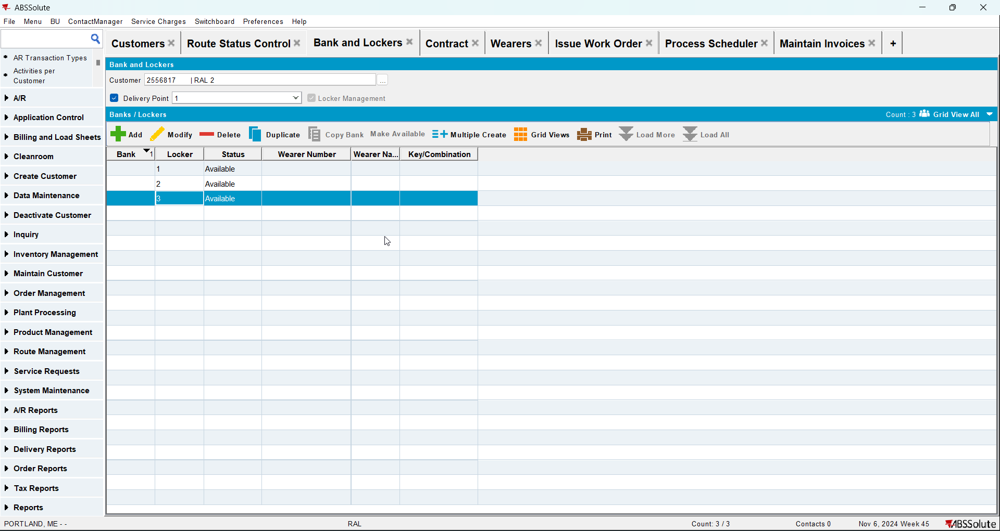 ABSSolute
File Menu BU ContactManager Service Charges Switchboard Preferences Help
Customers Route Status Control Bank and Lockers Contract Wearers Issue Work Order Process Scheduler Maintain Invoices +
AR Transaction Types
Activities per
Customer
A/R
Application Control
Billing and Load Sheets
Cleanroom
Create Customer
Data Maintenance
Deactivate Customer
Inquiry
Inventory Management
Maintain Customer
Order Management
Plant Processing
Product Management
Route Management
Service Requests
System Maintenance
A/R Reports
Billing Reports
Delivery Reports
Order Reports
Tax Reports
Reports
Bank and Lockers
Customer 2556817 | RAL 2 ...
Delivery Point 1 Locker Management
Banks / Lockers Count : 3 Grid View All
Add Modify Delete Duplicate Copy Bank Make Available Multiple Create Grid Views Print Load More Load All
Bank 1 Locker Status Wearer Number Wearer Na... Key/Combination
1 Available
2 Available
3 Available
PORTLAND, ME - - RAL Count: 3 / 3 Contacts 0 Nov 6, 2024 Week 45 ABSSolute